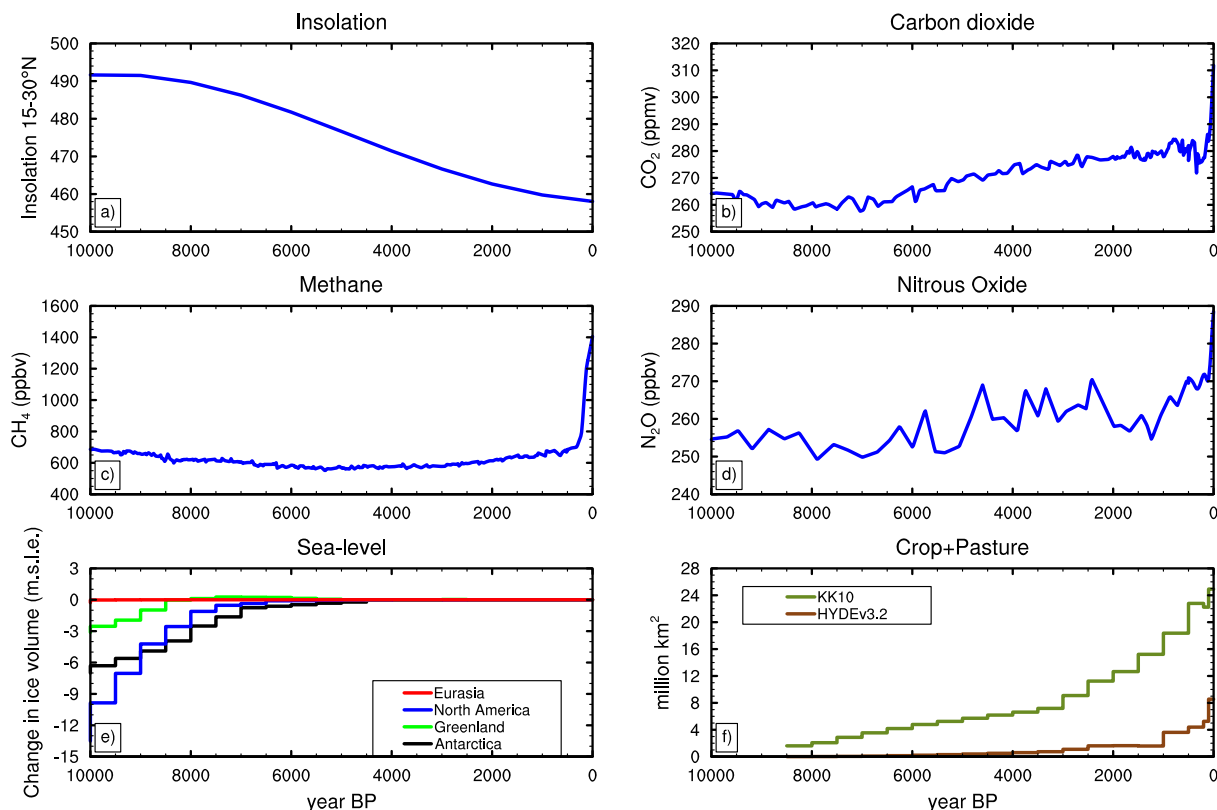 Insolation
Insolation 15-30°N
500
490
480
470
460
450
a)
10000 8000 6000 4000 2000 0
Carbon dioxide
CO₂ (ppmv)
320
310
300
290
280
270
260
250
b)
10000 8000 6000 4000 2000 0
Methane
CH₄ (ppbv)
1600
1400
1200
1000
800
600
400
c)
10000 8000 6000 4000 2000 0
Nitrous Oxide
N₂O (ppbv)
290
280
270
260
250
240
d)
10000 8000 6000 4000 2000 0
Sea-level
Change in ice volume (m.s.l.e.)
3
0
-3
-6
-9
-12
-15
Eurasia
North America
Greenland
Antarctica
e)
10000 8000 6000 4000 2000 0
year BP
Crop+Pasture
million km²
28
24
20
16
12
8
4
0
KK10
HYDEv3.2
f)
10000 8000 6000 4000 2000 0
year BP